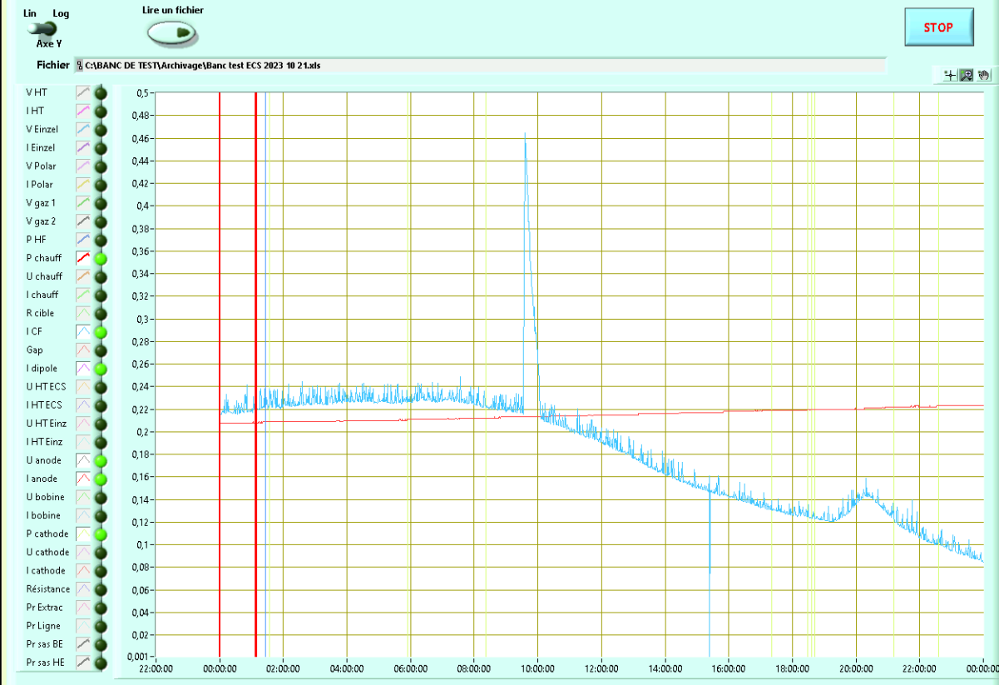 Lin Log
Lire un fichier
STOP
Axe Y
Fichier C:\BANC DE TEST\Archivage\Banc test ECS 2023 10 21.xls
V HT
I HT
V Einzel
I Einzel
V Polar
I Polar
V gaz 1
V gaz 2
P HF
P chauff
U chauff
I chauff
R cible
I CF
Gap
I dipole
U HT ECS
I HT ECS
U HT Einz
I HT Einz
U anode
I anode
U bobine
I bobine
P cathode
U cathode
I cathode
Résistance
Pr Extrac
Pr Ligne
Pr sas BE
Pr sas HE
0,5
0,48
0,46
0,44
0,42
0,4
0,38
0,36
0,34
0,32
0,3
0,28
0,26
0,24
0,22
0,2
0,18
0,16
0,14
0,12
0,1
0,08
0,06
0,04
0,02
0,001
22:00:00 00:00:00 02:00:00 04:00:00 06:00:00 08:00:00 10:00:00 12:00:00 14:00:00 16:00:00 18:00:00 20:00:00 22:00:00 00:00:00